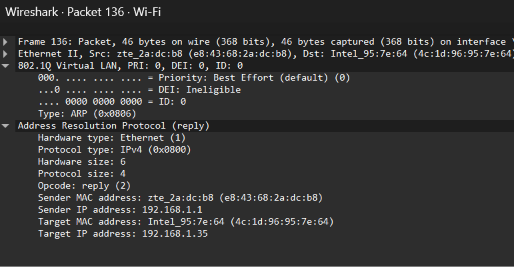 Wireshark · Packet 136 · Wi-Fi
Frame 136: Packet, 46 bytes on wire (368 bits), 46 bytes captured (368 bits) on interface \
Ethernet II, Src: zte_2a:dc:b8 (e8:43:68:2a:dc:b8), Dst: Intel_95:7e:64 (4c:1d:96:95:7e:64)
802.1Q Virtual LAN, PRI: 0, DEI: 0, ID: 0
000. .... .... .... = Priority: Best Effort (default) (0)
...0 .... .... .... = DEI: Ineligible
.... 0000 0000 0000 = ID: 0
Type: ARP (0x0806)
Address Resolution Protocol (reply)
Hardware type: Ethernet (1)
Protocol type: IPv4 (0x0800)
Hardware size: 6
Protocol size: 4
Opcode: reply (2)
Sender MAC address: zte_2a:dc:b8 (e8:43:68:2a:dc:b8)
Sender IP address: 192.168.1.1
Target MAC address: Intel_95:7e:64 (4c:1d:96:95:7e:64)
Target IP address: 192.168.1.35